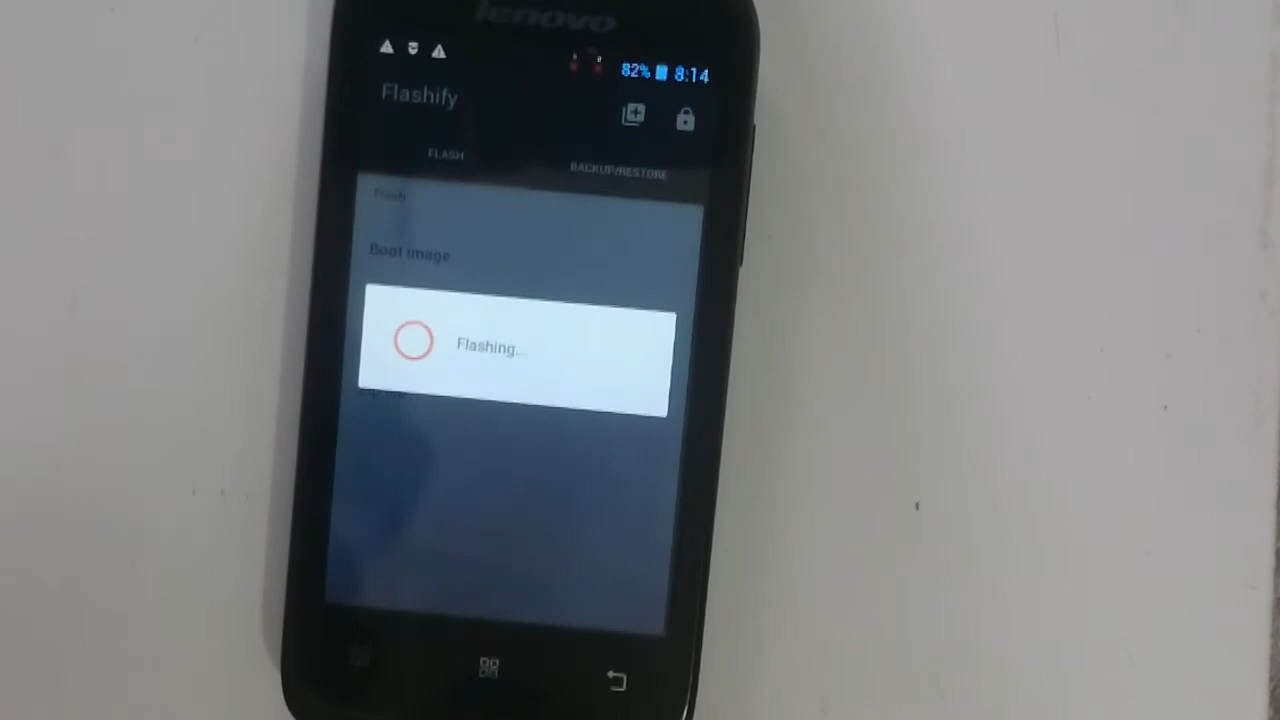 lenovo
82% 8:14
Flashify
FLASH
BACKUP/RESTORE
Flash
Boot image
Flashing...